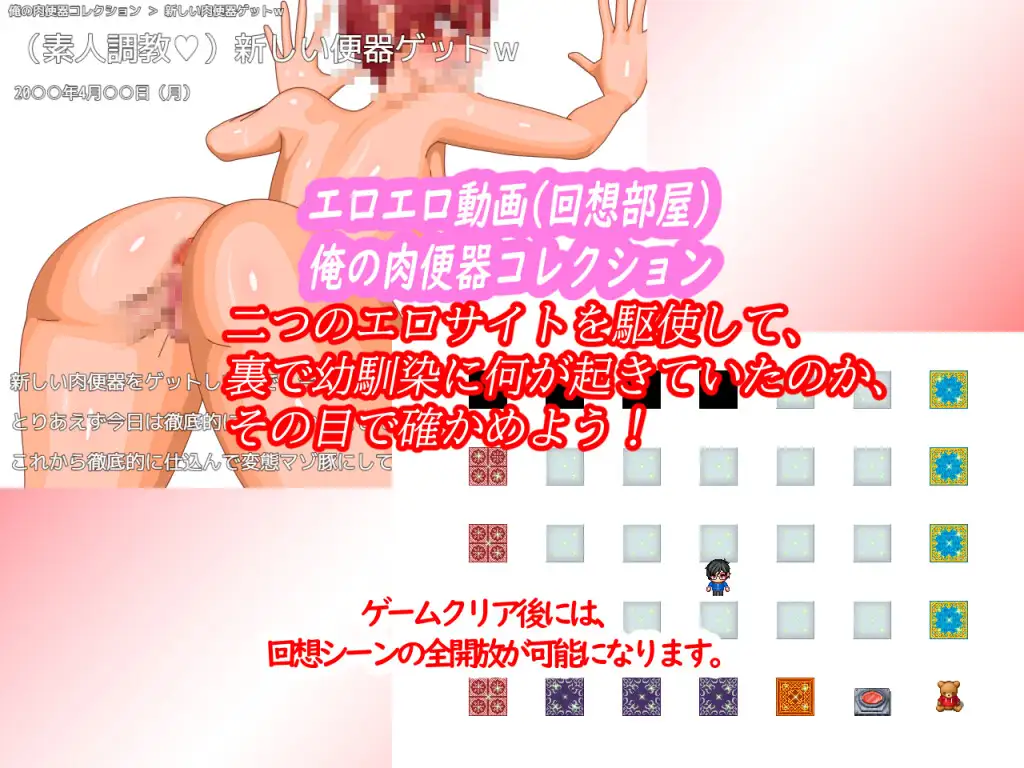 俺の肉便器コレクション > 新しい肉便器ゲットｗ
（素人調教♡）新しい便器ゲットｗ
20〇〇年4月〇〇日（月）
エロエロ動画(回想部屋)
俺の肉便器コレクション
二つのエロサイトを駆使して、
裏で幼馴染に何が起きていたのか、
その目で確かめよう！
新しい肉便器をゲットし
とりあえず今日は徹底的に
これから徹底的に仕込んで変態マゾ豚にして
ゲームクリア後には、
回想シーンの全開放が可能になります。